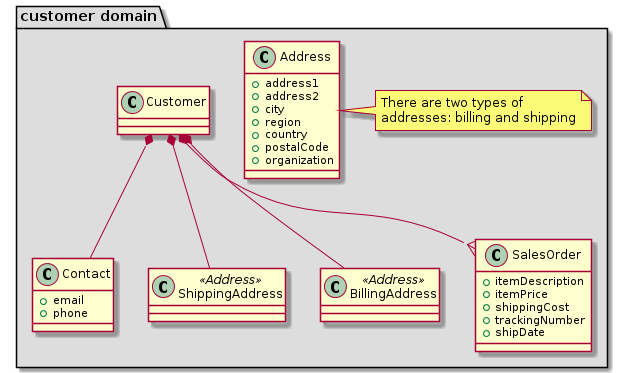 customer domain
C Address
address1
address2
city
region
country
postalCode
organization
There are two types of
addresses: billing and shipping
C Customer
C Contact
email
phone
C «Address»
ShippingAddress
C «Address»
BillingAddress
C SalesOrder
itemDescription
itemPrice
shippingCost
trackingNumber
shipDate